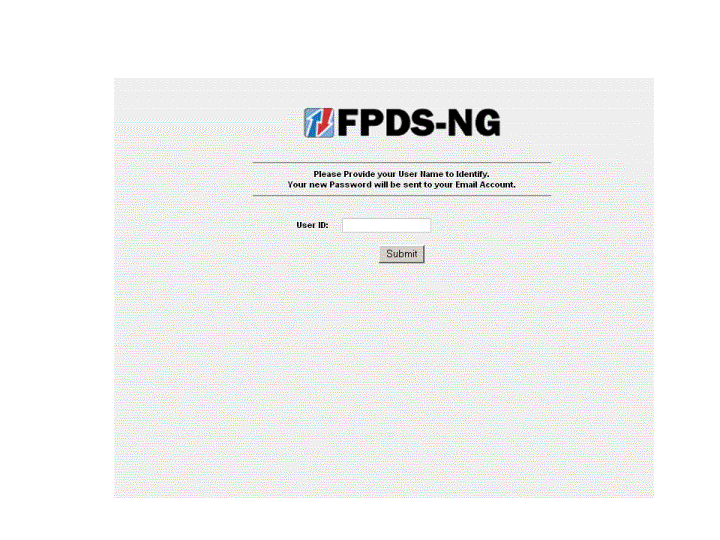 FPDS-NG
Please Provide your User Name to Identify.
Your new Password will be sent to your Email Account.
User ID:
Submit